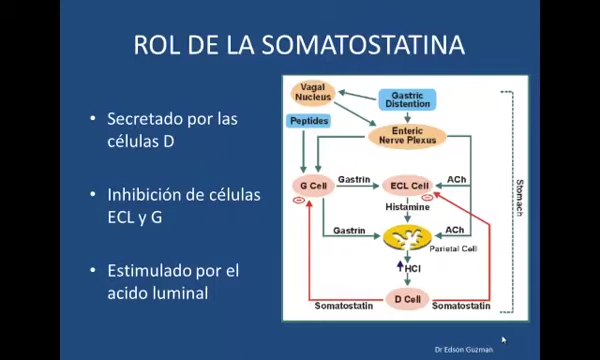 ROL DE LA SOMATOSTATINA
• Secretado por las
células D
• Inhibición de células
ECL y G
• Estimulado por el
acido luminal
Vagal
Nucleus
Gastric
Distention
Peptides
Enteric
Nerve Plexus
G Cell
Gastrin
ECL Cell
ACh
Histamine
Gastrin
ACh
Parietal Cell
HCl
Somatostatin
D Cell
Somatostatin
Stomach
Dr Edson Guzman